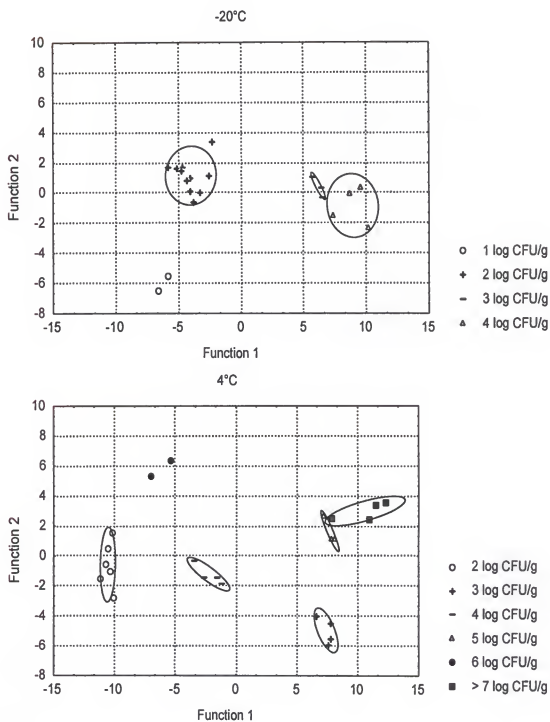 -20°C
10
8
6
4
2
0
-2
-4
-6
-8
Function 2
-15 -10 -5 0 5 10 15
Function 1
1 log CFU/g
2 log CFU/g
3 log CFU/g
4 log CFU/g
4°C
10
8
6
4
2
0
-2
-4
-6
-8
Function 2
-15 -10 -5 0 5 10 15
Function 1
2 log CFU/g
3 log CFU/g
4 log CFU/g
5 log CFU/g
6 log CFU/g
> 7 log CFU/g